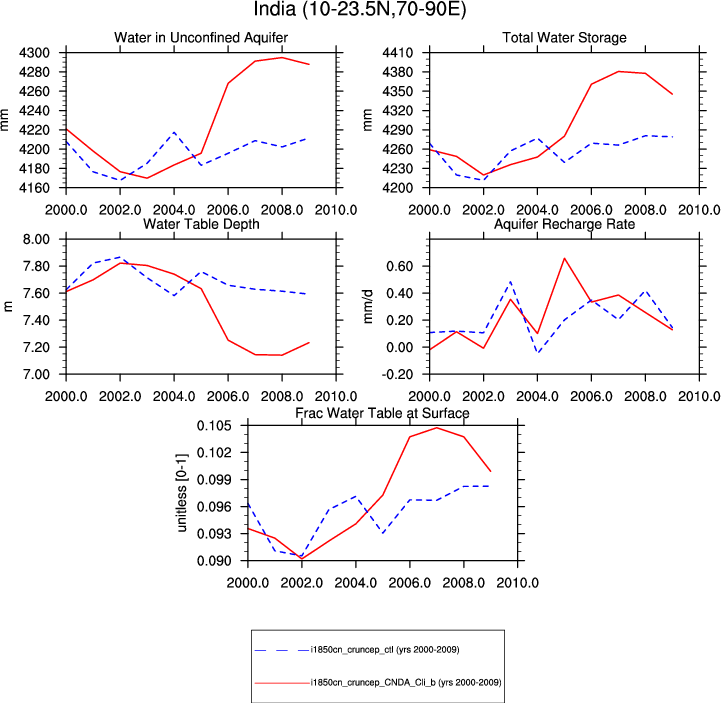 India (10-23.5N,70-90E)
Water in Unconfined Aquifer
Total Water Storage
4300
4280
4260
4240
4220
4200
4180
4160
mm
2000.0 2002.0 2004.0 2006.0 2008.0 2010.0
4410
4380
4350
4320
4290
4260
4230
4200
mm
2000.0 2002.0 2004.0 2006.0 2008.0 2010.0
Water Table Depth
Aquifer Recharge Rate
8.00
7.80
7.60
7.40
7.20
7.00
m
2000.0 2002.0 2004.0 2006.0 2008.0 2010.0
0.60
0.40
0.20
0.00
-0.20
mm/d
2000.0 2002.0 2004.0 2006.0 2008.0 2010.0
Frac Water Table at Surface
0.105
0.102
0.099
0.096
0.093
0.090
unitless [0-1]
2000.0 2002.0 2004.0 2006.0 2008.0 2010.0
i1850cn_cruncep_ctl (yrs 2000-2009)
i1850cn_cruncep_CNDA_Cli_b (yrs 2000-2009)